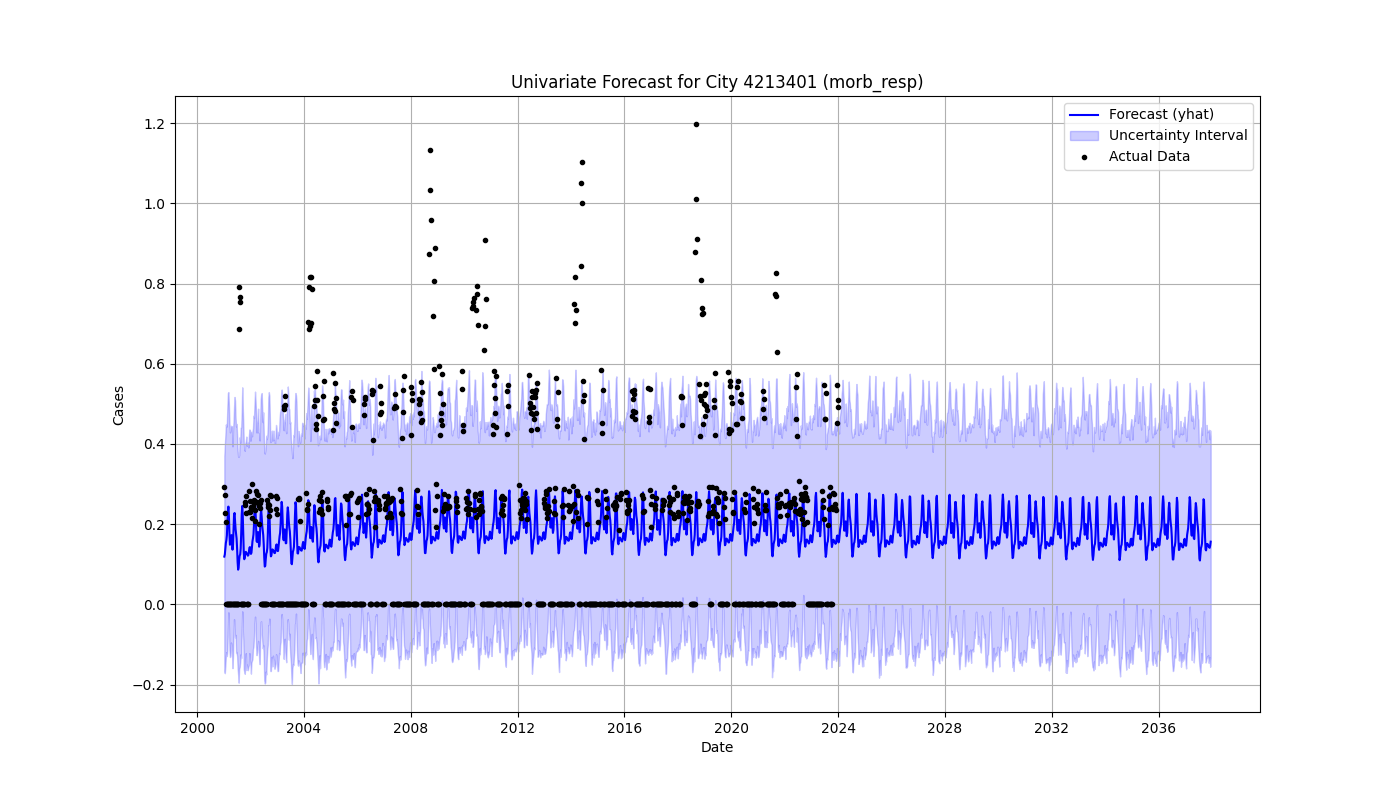 Univariate Forecast for City 4213401 (morb_resp)
Forecast (yhat)
Uncertainty Interval
Actual Data
Cases
1.2
1.0
0.8
0.6
0.4
0.2
0.0
−0.2
2000 2004 2008 2012 2016 2020 2024 2028 2032 2036
Date